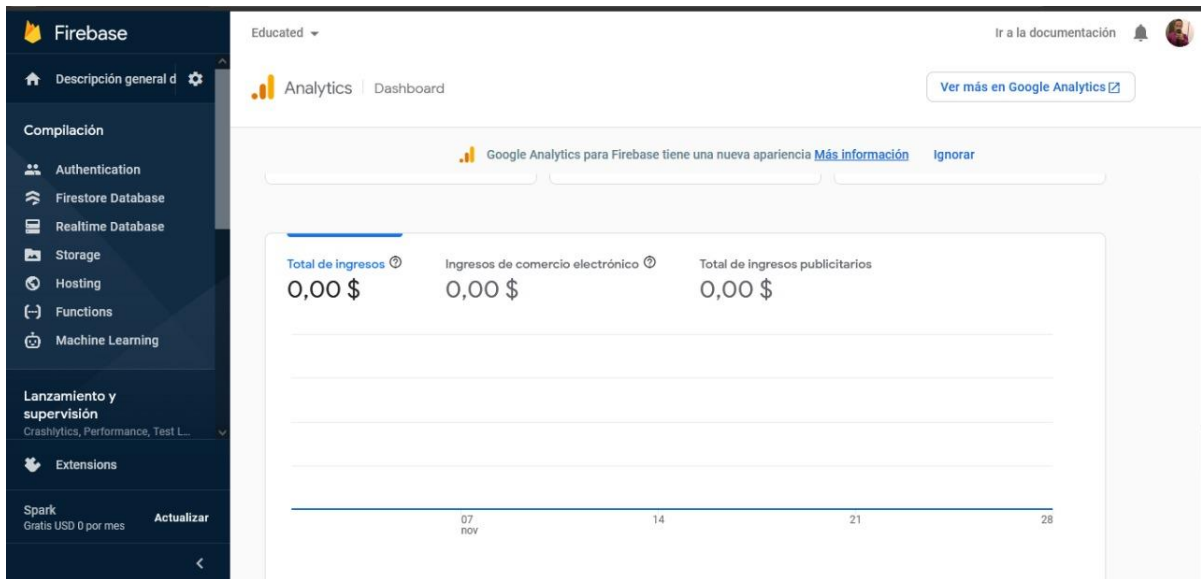 Firebase
Descripción general d
Compilación
Authentication
Firestore Database
Realtime Database
Storage
Hosting
Functions
Machine Learning
Lanzamiento y
supervisión
Crashlytics, Performance, Test L...
Extensions
Spark
Gratis USD 0 por mes
Actualizar
Educated
Ir a la documentación
Analytics
Dashboard
Ver más en Google Analytics
Google Analytics para Firebase tiene una nueva apariencia Más información Ignorar
Total de ingresos
0,00 $
Ingresos de comercio electrónico
0,00 $
Total de ingresos publicitarios
0,00 $
07
nov
14
21
28